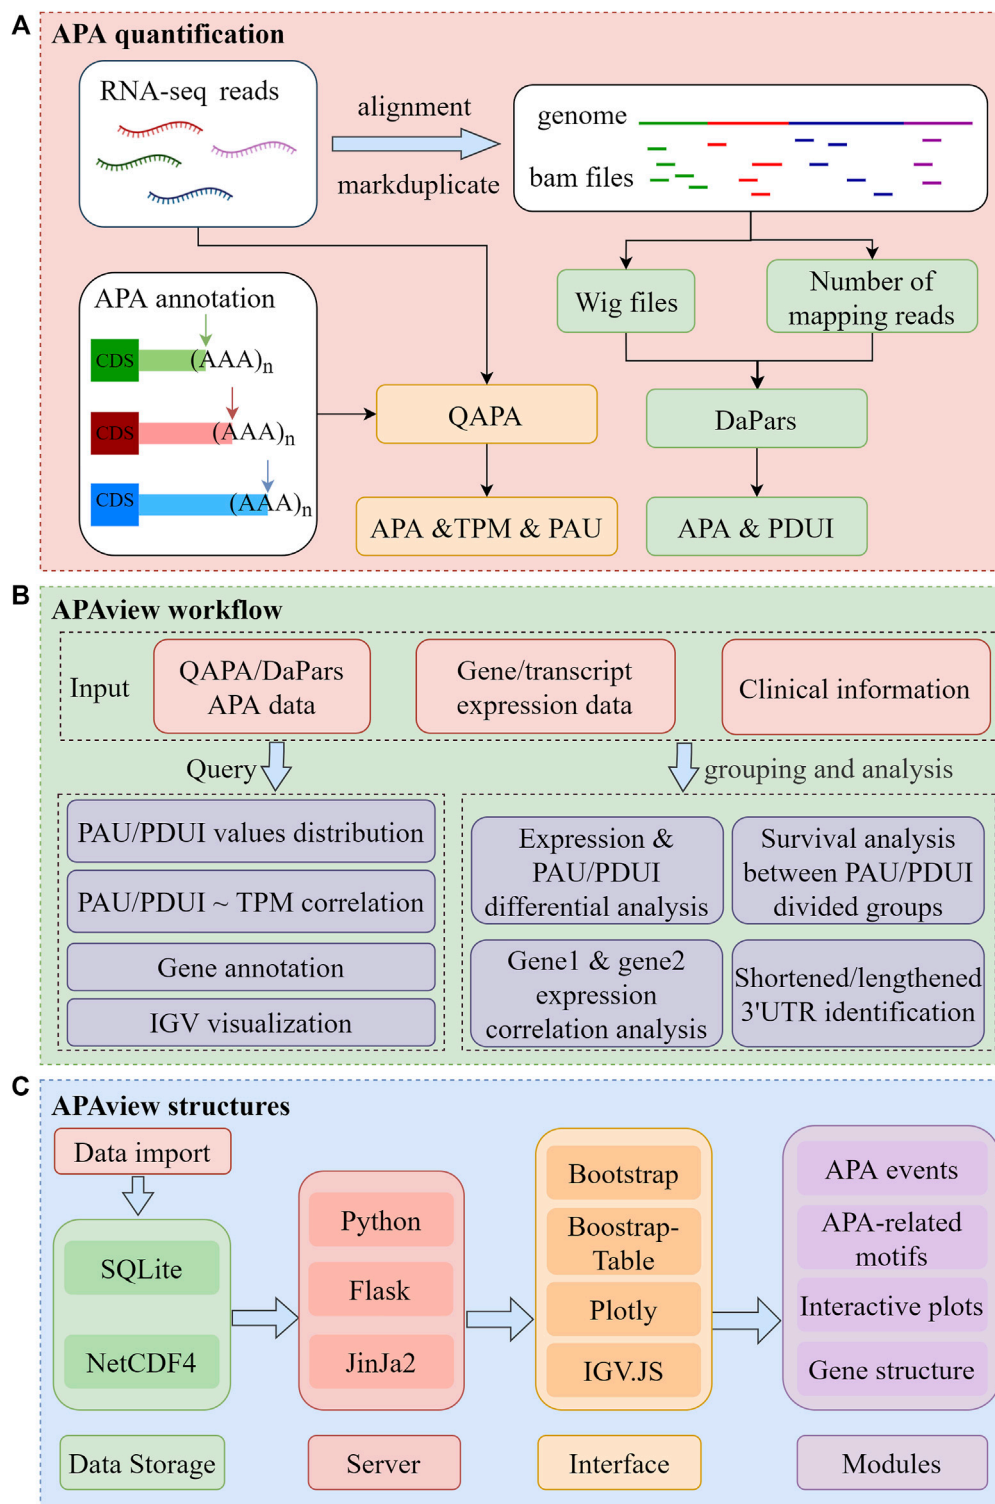 A
APA quantification
RNA-seq reads
alignment
markduplicate
genome
bam files
APA annotation
CDS
(AAA)n
CDS
(AAA)n
CDS
(AAA)n
Wig files
Number of
mapping reads
QAPA
DaPars
APA &TPM & PAU
APA & PDUI
B
APAview workflow
Input
QAPA/DaPars
APA data
Gene/transcript
expression data
Clinical information
Query
grouping and analysis
PAU/PDUI values distribution
PAU/PDUI ~ TPM correlation
Gene annotation
IGV visualization
Expression &
PAU/PDUI
differential analysis
Survival analysis
between PAU/PDUI
divided groups
Gene1 & gene2
expression
correlation analysis
Shortened/lengthened
3'UTR identification
C
APAview structures
Data import
SQLite
NetCDF4
Python
Flask
JinJa2
Bootstrap
Boostrap-
Table
Plotly
IGV.JS
APA events
APA-related
motifs
Interactive plots
Gene structure
Data Storage
Server
Interface
Modules